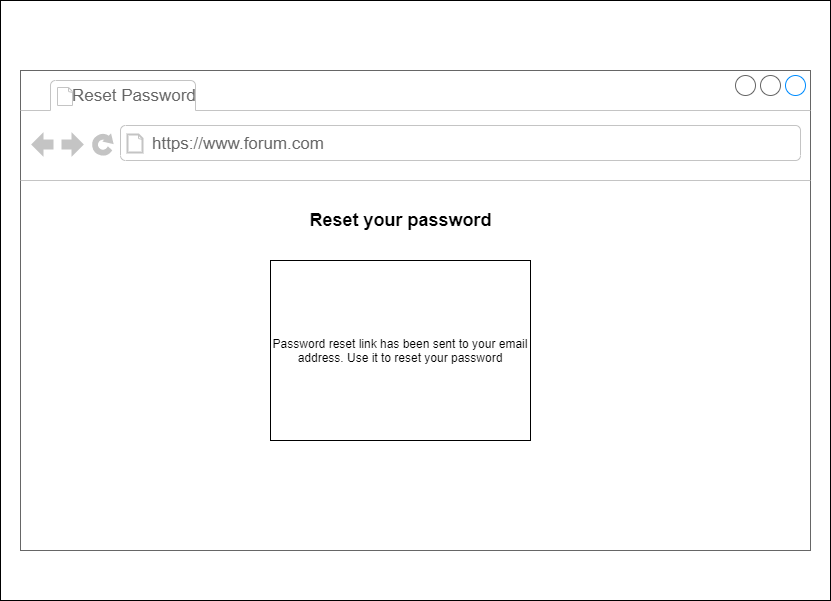 Reset Password
https://www.forum.com
Reset your password
Password reset link has been sent to your email
address. Use it to reset your password